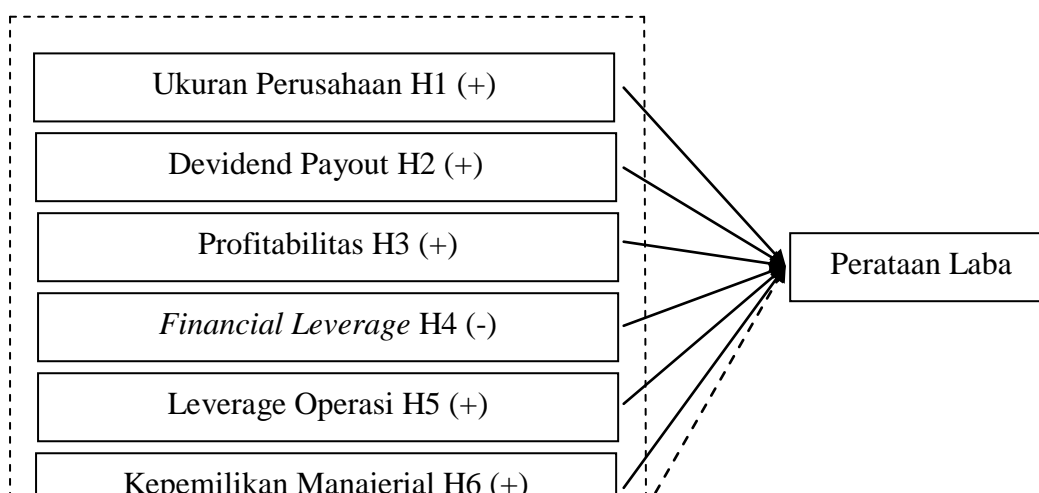 Ukuran Perusahaan H1 (+)
Devidend Payout H2 (+)
Profitabilitas H3 (+)
Financial Leverage H4 (-)
Leverage Operasi H5 (+)
Kepemilikan Manajerial H6 (+)
Perataan Laba